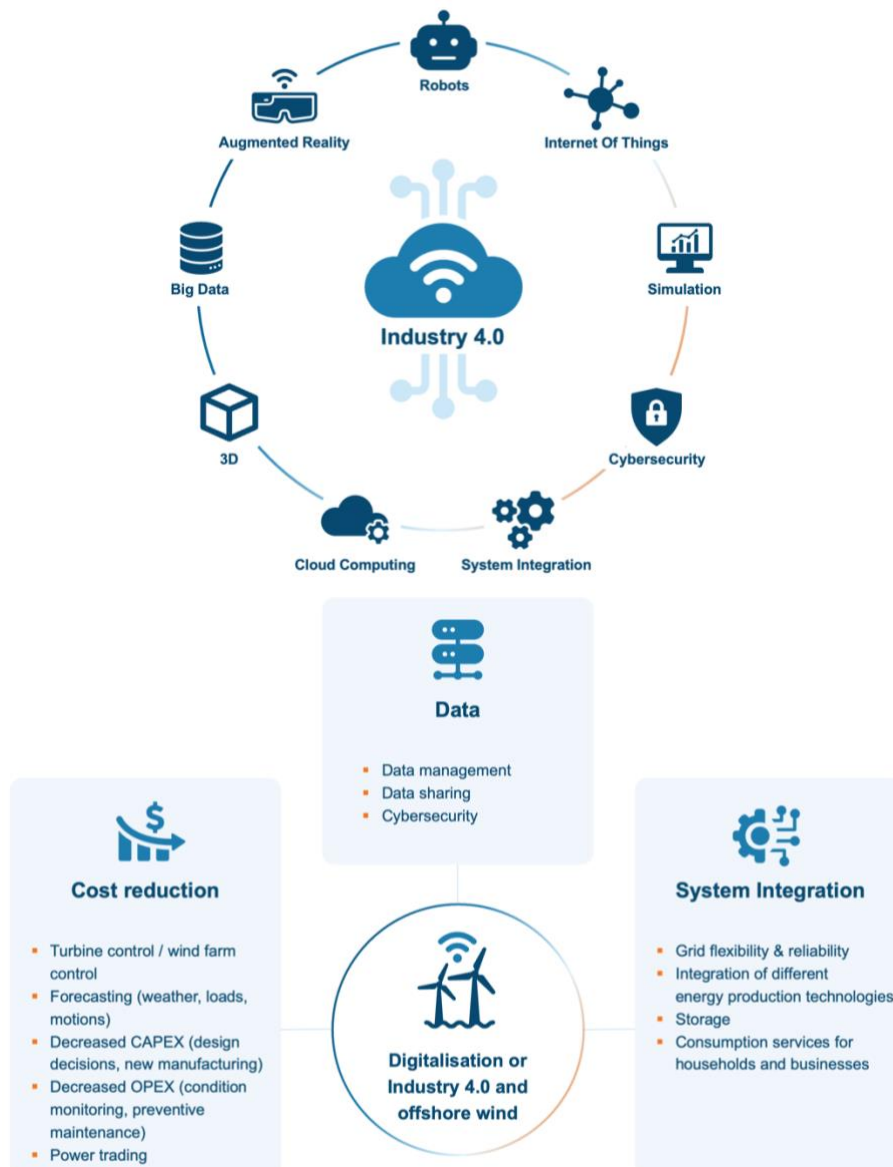 Robots
Augmented Reality
Internet Of Things
Big Data
Simulation
Industry 4.0
3D
Cybersecurity
Cloud Computing
System Integration
Data
Data management
Data sharing
Cybersecurity
$
Cost reduction
Turbine control / wind farm
control
Forecasting (weather, loads,
motions)
Decreased CAPEX (design
decisions, new manufacturing)
Decreased OPEX (condition
monitoring, preventive
maintenance)
Power trading
Digitalisation or
Industry 4.0 and
offshore wind
System Integration
Grid flexibility & reliability
Integration of different
energy production technologies
Storage
Consumption services for
households and businesses